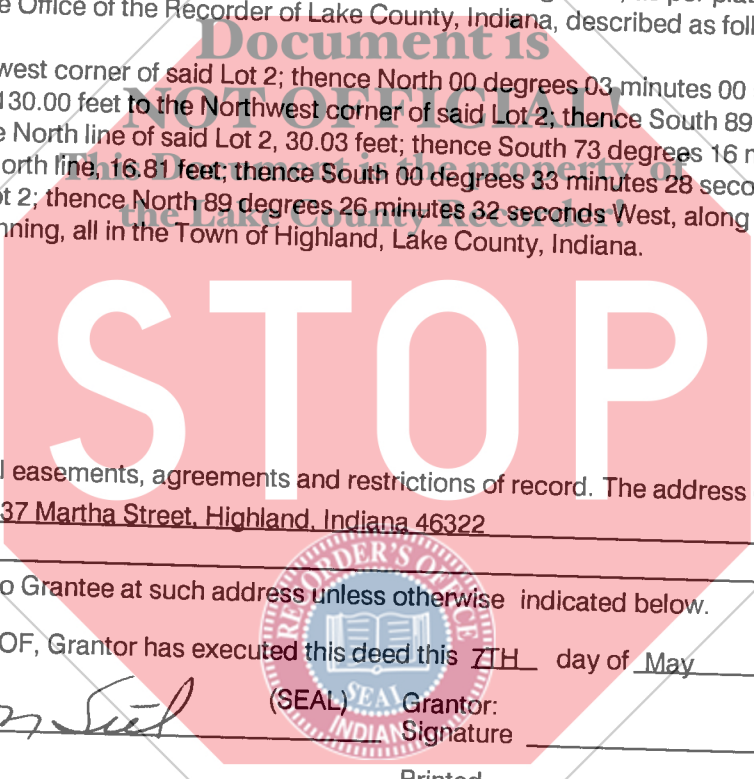 e Office of the Recorder of Lake County, Indiana, described as foll
Document is
west corner of said Lot 2; thence North 00 degrees 03 minutes 00
NOT OFFICIAL!
130.00 feet to the Northwest corner of said Lot 2; thence South 89
e North line of said Lot 2, 30.03 feet; thence South 73 degrees 16 m
This Document is the property of
orth line, 16.81 feet; thence South 00 degrees 33 minutes 28 seco
the Lake County Recorder!
ot 2; thence North 89 degrees 26 minutes 32 seconds West, along
nning, all in the Town of Highland, Lake County, Indiana.
STOP
l easements, agreements and restrictions of record. The address
37 Martha Street, Highland, Indiana 46322
o Grantee at such address unless otherwise indicated below.
RECORDER'S OFFICE
OF, Grantor has executed this deed this 7TH day of May
(SEAL) Grantor:
SEAL
Signature
INDIANA
Printed